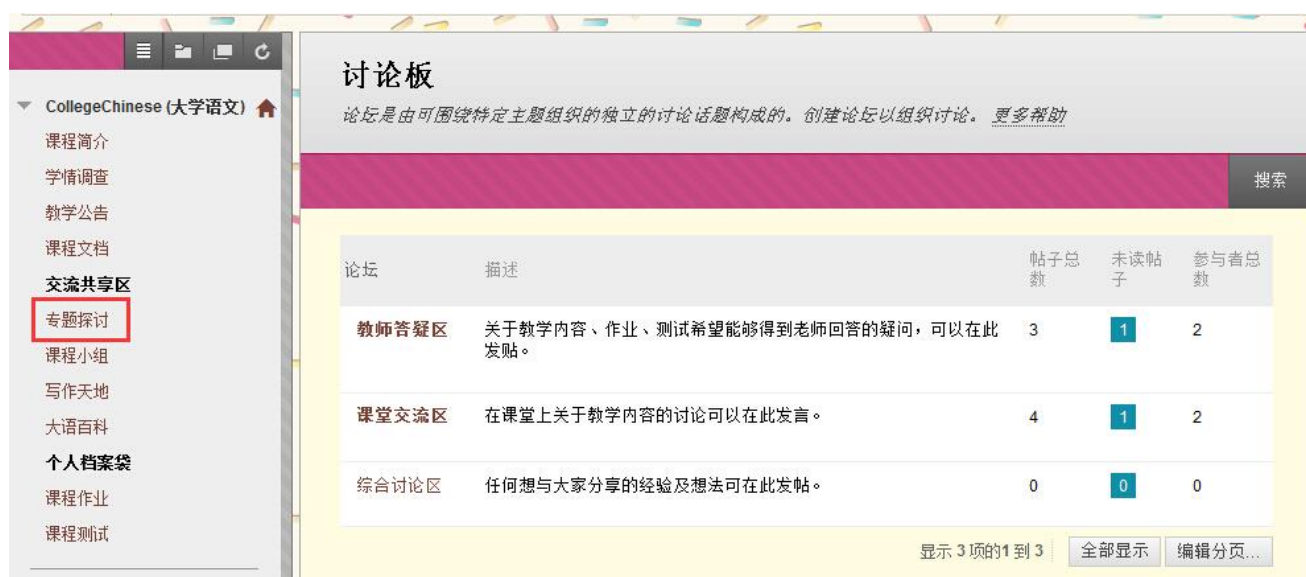 CollegeChinese (大学语文)
课程简介
学情调查
教学公告
课程文档
交流共享区
专题探讨
课程小组
写作天地
大语百科
个人档案袋
课程作业
课程测试
讨论板
论坛是由可围绕特定主题组织的独立的讨论话题构成的。创建论坛以组织讨论。 更多帮助
搜索
论坛 描述 帖子总数 未读帖子 参与者总数
教师答疑区 关于教学内容、作业、测试希望能够得到老师回答的疑问，可以在此 3 1 2
发贴。
课堂交流区 在课堂上关于教学内容的讨论可以在此发言。 4 1 2
综合讨论区 任何想与大家分享的经验及想法可在此发帖。 0 0 0
显示 3 项的1 到 3 全部显示 编辑分页...